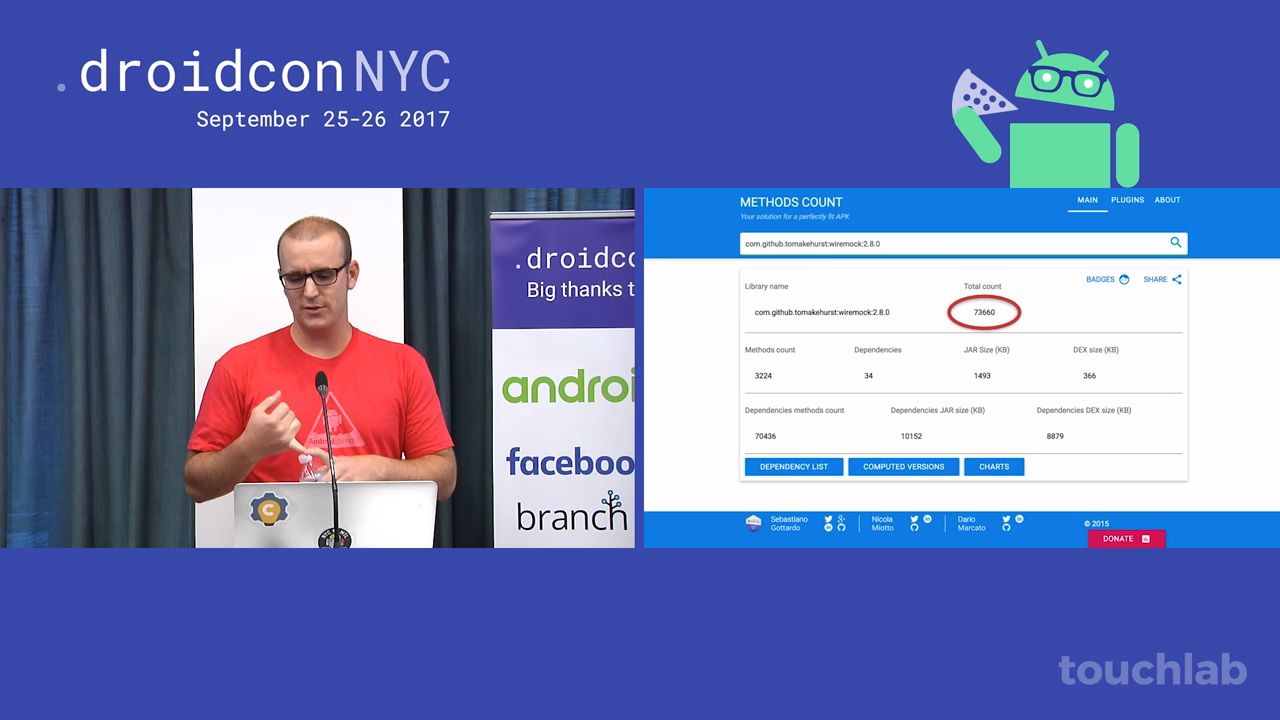 .droidcon NYC
September 25-26 2017
.droidco
Big thanks t
androi
faceboo
branch
Android
C
METHODS COUNT
Your solution for a perfectly fit APK
MAIN PLUGINS ABOUT
com.github.tomakehurst:wiremock:2.8.0
BADGES SHARE
Library name Total count
com.github.tomakehurst:wiremock:2.8.0 73660
Methods count Dependencies JAR Size (KB) DEX size (KB)
3224 34 1493 366
Dependencies methods count Dependencies JAR size (KB) Dependencies DEX size (KB)
70436 10152 8879
DEPENDENCY LIST COMPUTED VERSIONS CHARTS
Sebastiano Gottardo
Nicola Miotto
Dario Marcato
© 2015
DONATE
touchlab